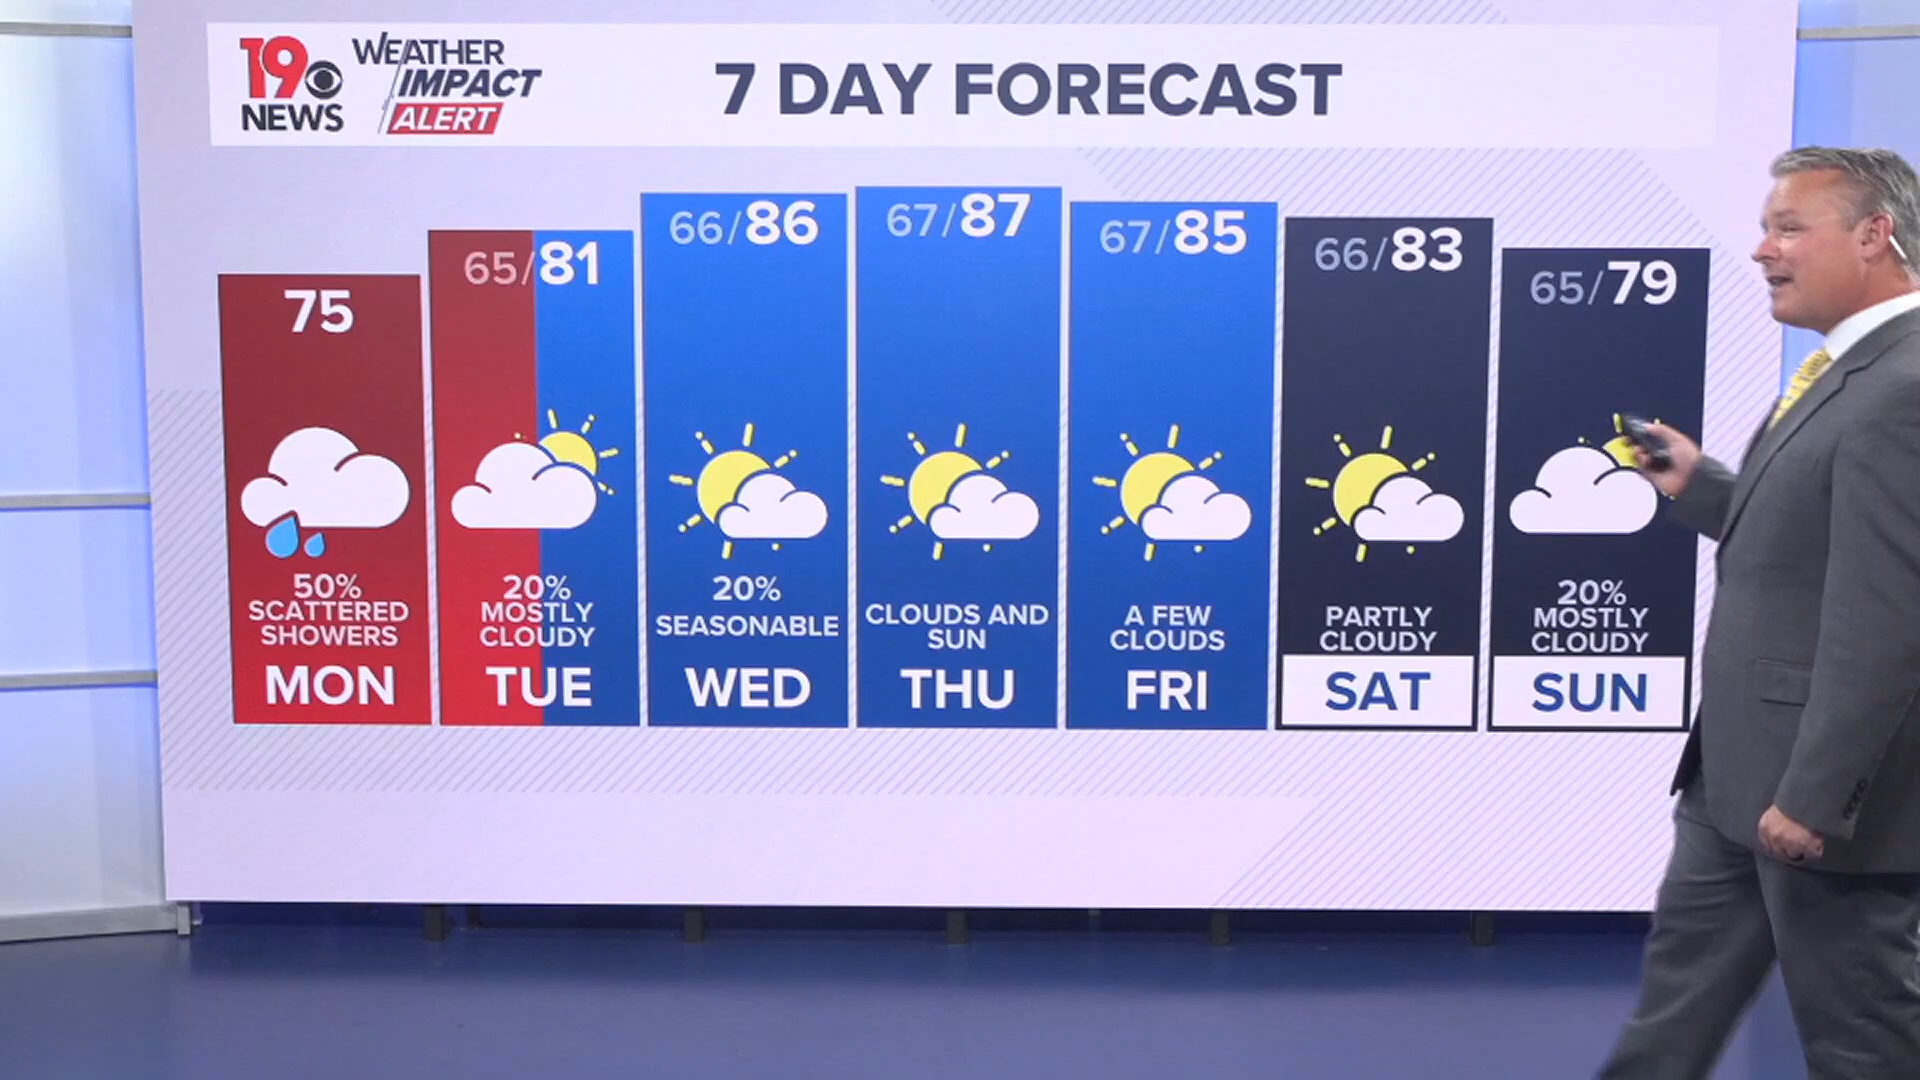 19 NEWS
WEATHER
IMPACT
ALERT
7 DAY FORECAST
75
50%
SCATTERED
SHOWERS
MON
65/81
20%
MOSTLY
CLOUDY
TUE
66/86
20%
SEASONABLE
WED
67/87
CLOUDS AND
SUN
THU
67/85
A FEW
CLOUDS
FRI
66/83
PARTLY
CLOUDY
SAT
65/79
20%
MOSTLY
CLOUDY
SUN